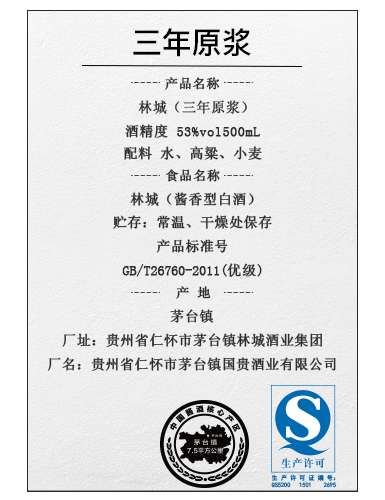 三年原浆
产品名称
林城（三年原浆）
酒精度 53%vol500mL
配料 水、高粱、小麦
食品名称
林城（酱香型白酒）
贮存：常温、干燥处保存
产品标准号
GB/T26760-2011(优级)
产 地
茅台镇
厂址：贵州省仁怀市茅台镇林城酒业集团
厂名：贵州省仁怀市茅台镇国贵酒业有限公司
中国酱酒核心产区
茅台镇
7.5平方公里
生产许可
生产许可证编号：
QS5200 1501 2695